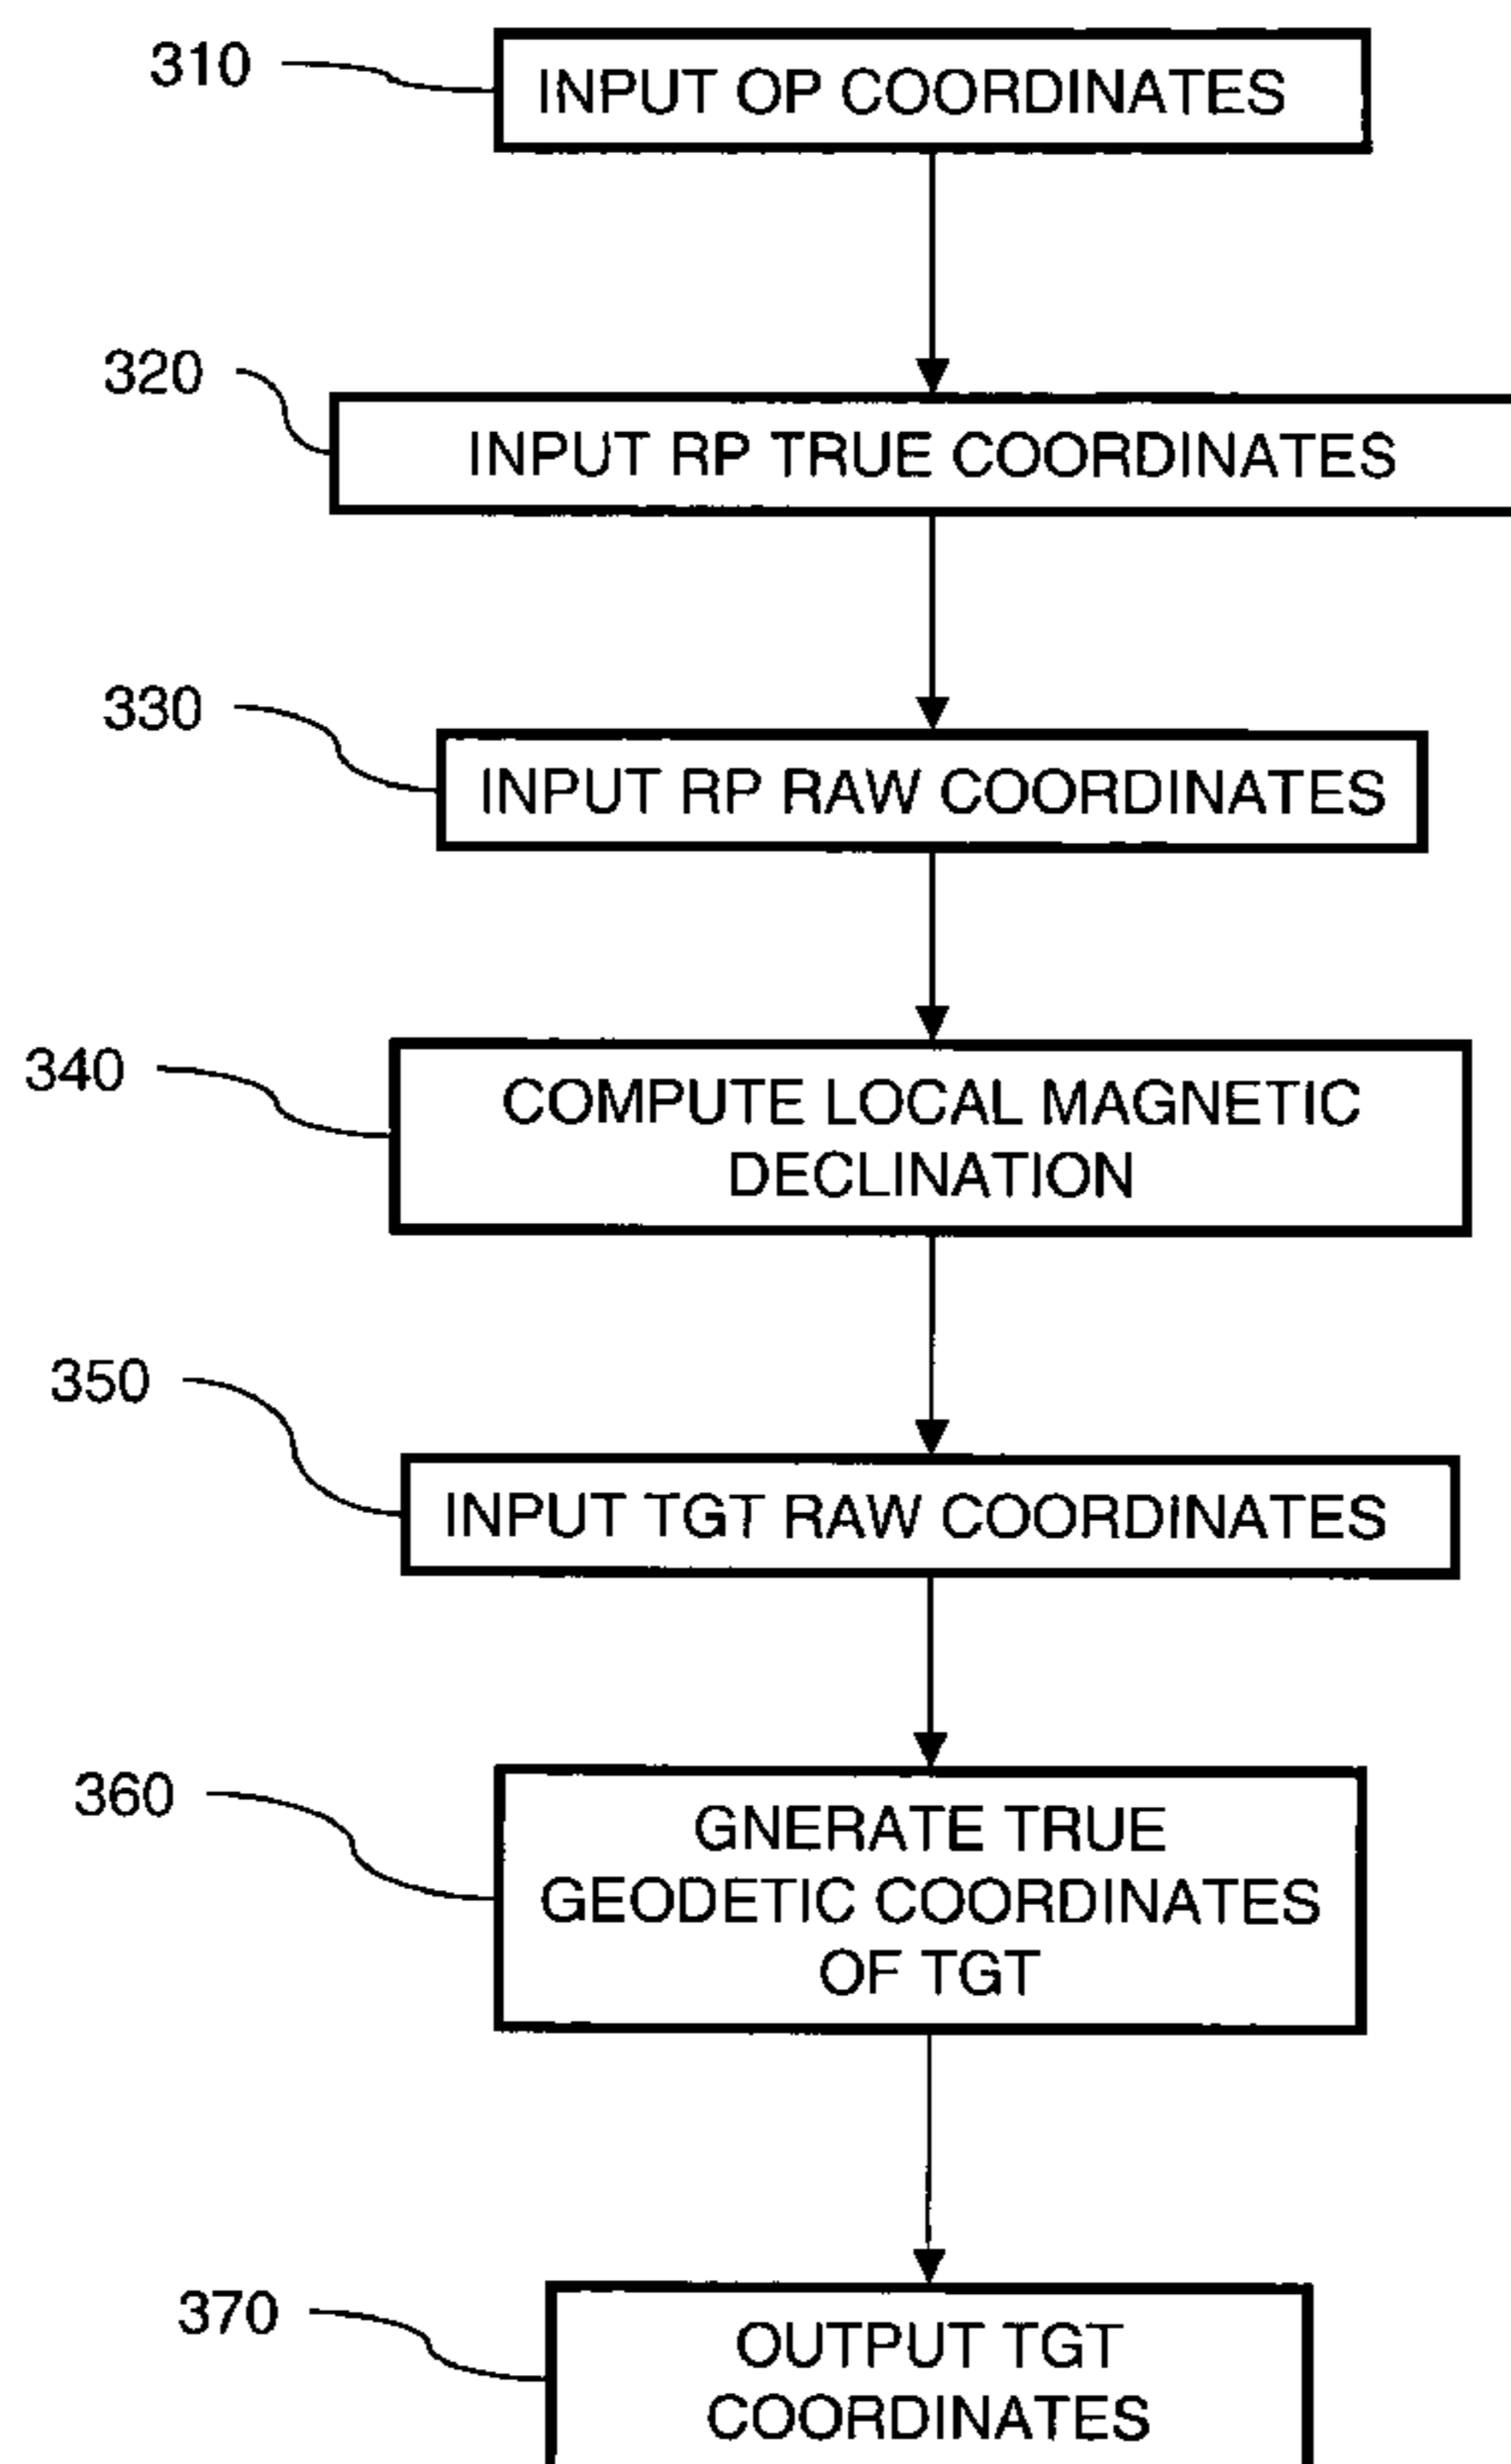 310
INPUT OP COORDINATES
320
INPUT RP TRUE COORDINATES
330
INPUT RP RAW COORDINATES
340
COMPUTE LOCAL MAGNETIC
DECLINATION
350
INPUT TGT RAW COORDINATES
360
GNERATE TRUE
GEODETIC COORDINATES
OF TGT
370
OUTPUT TGT
COORDINATES